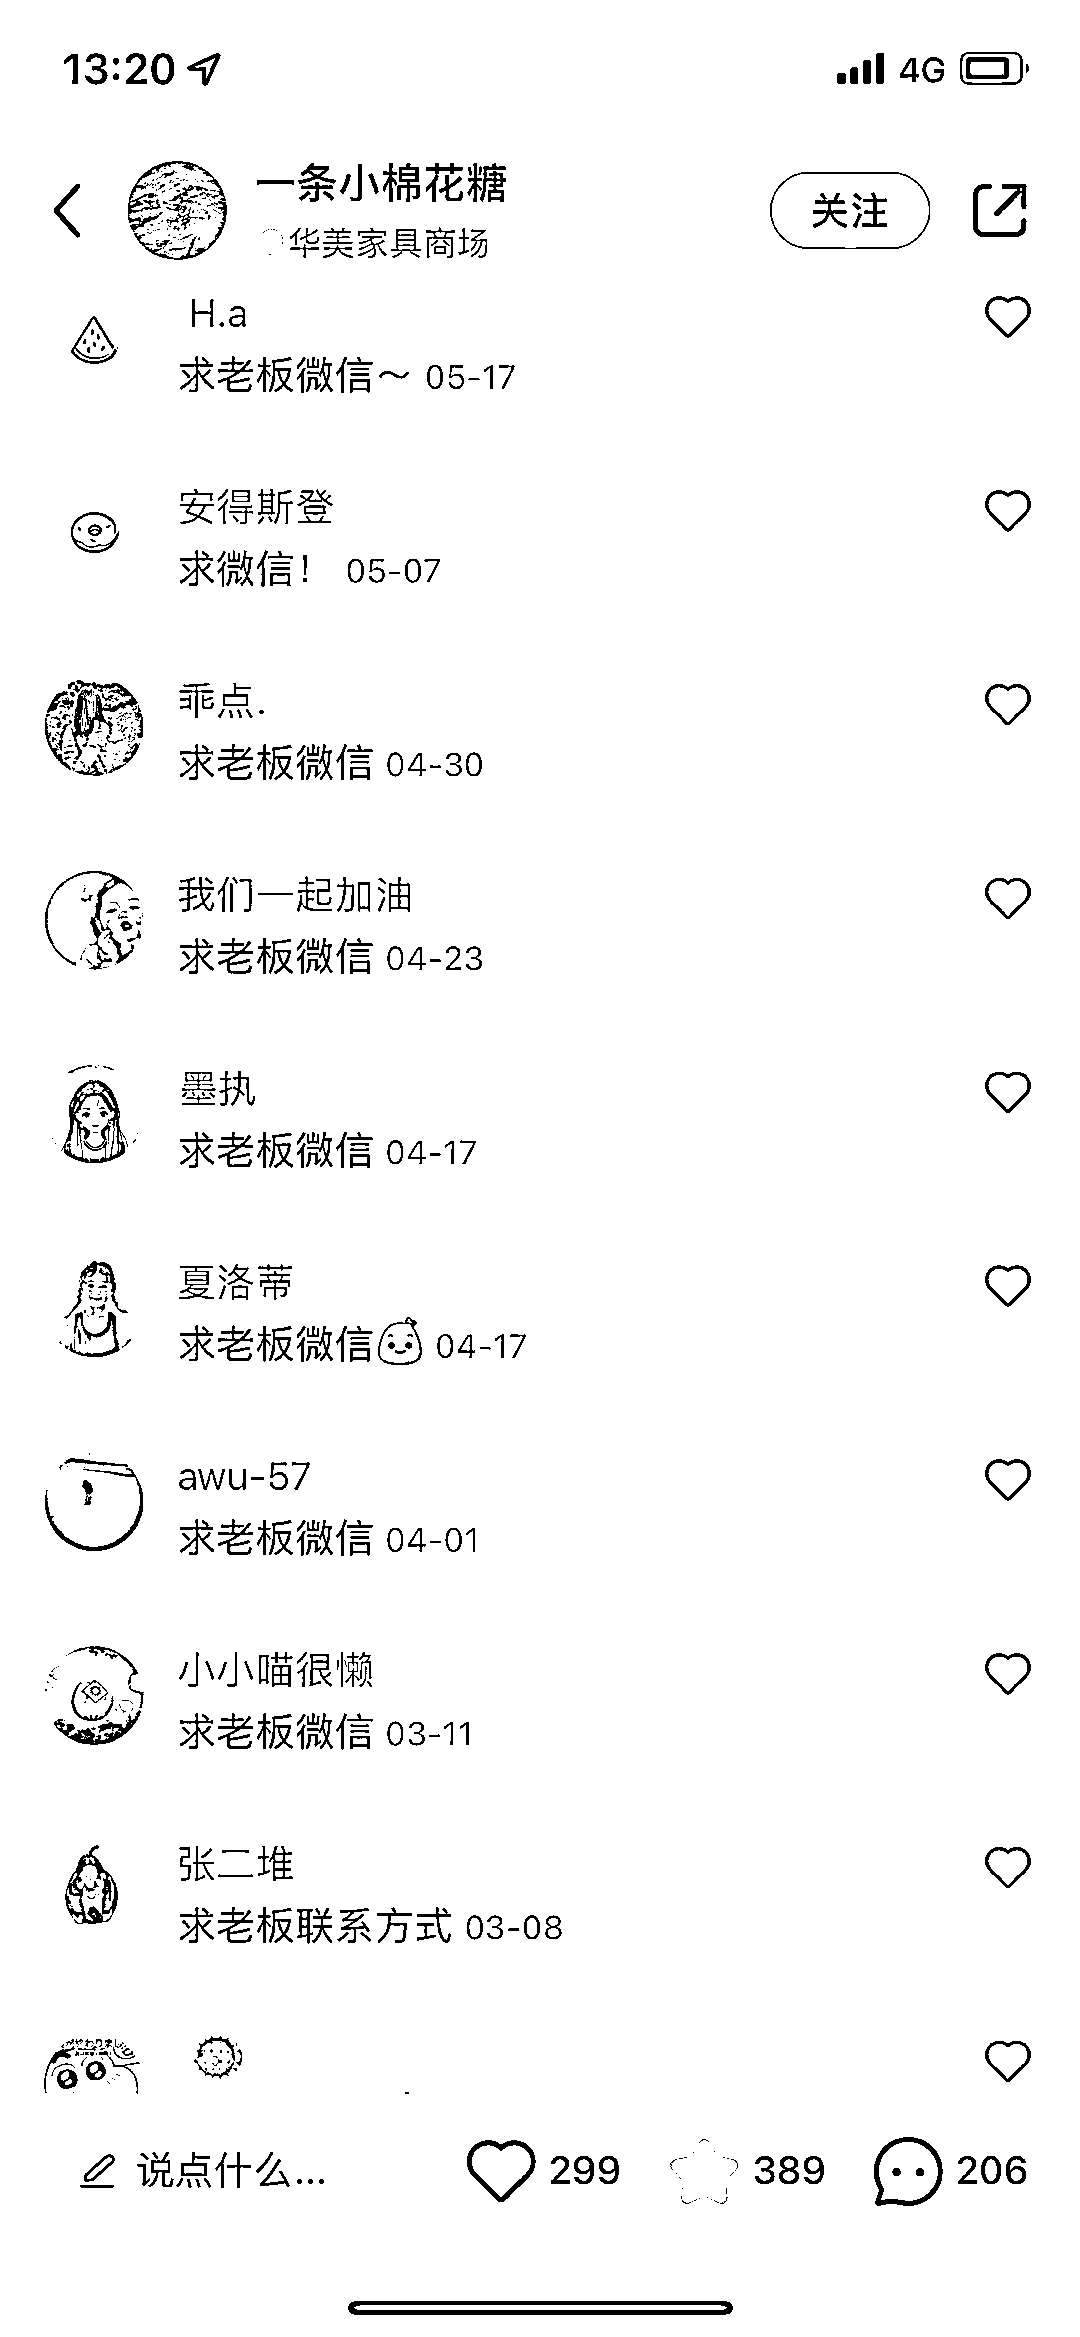 13:20
4G
一条小棉花糖
华美家具商场
关注
H.a
求老板微信～ 05-17
安得斯登
求微信！ 05-07
乖点.
求老板微信 04-30
我们一起加油
求老板微信 04-23
墨执
求老板微信 04-17
夏洛蒂
求老板微信 04-17
awu-57
求老板微信 04-01
小小喵很懒
求老板微信 03-11
张二堆
求老板联系方式 03-08
说点什么...
299
389
206